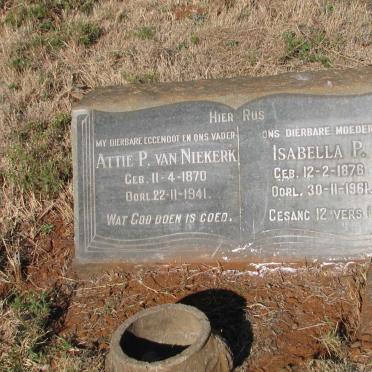 HIER RUS
MY DIERBARE EGGENOOT EN ONS VADER
ATTIE P. VAN NIEKERK
GEB. 11-4-1870
OORL. 22-11-1941.
WAT GOD DOEN IS GOED.
ONS DIERBARE MOEDER
ISABELLA P.
GEB. 12-2-1876
OORL. 30-11-1961.
GESANG 12 VERS